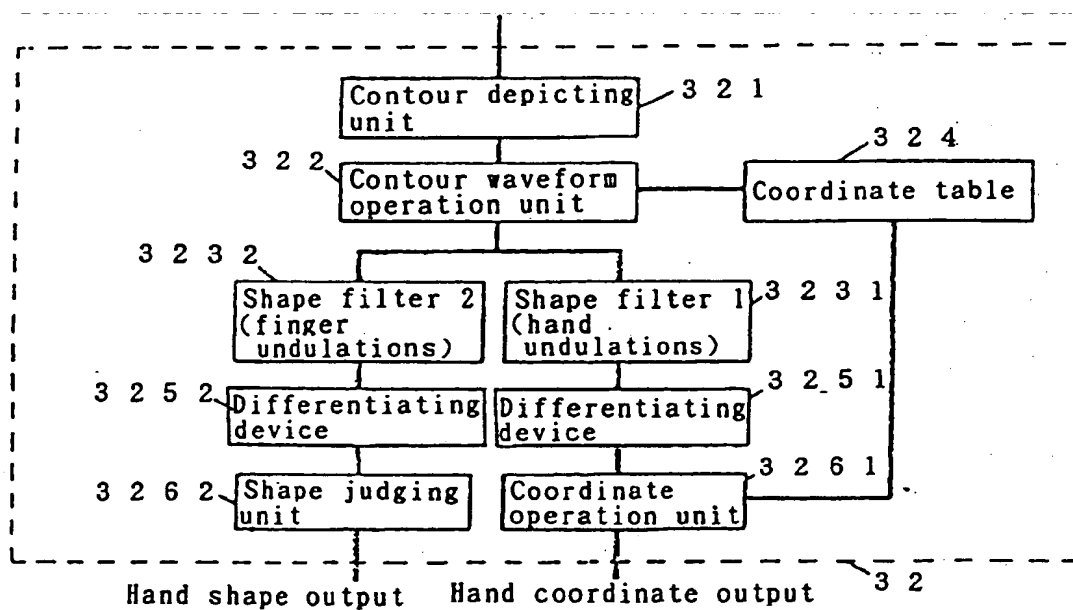 Contour depicting
unit
3 2 1
3 2 2
Contour waveform
operation unit
3 2 4
Coordinate table
3 2 3 2
Shape filter 2
(finger
undulations)
Shape filter 1
(hand
undulations)
3 2 3 1
3 2 5 2
Differentiating
device
Differentiating
device
3 2 5 1
3 2 6 2
Shape judging
unit
Coordinate
operation unit
3 2 6 1
3 2
Hand shape output
Hand coordinate output